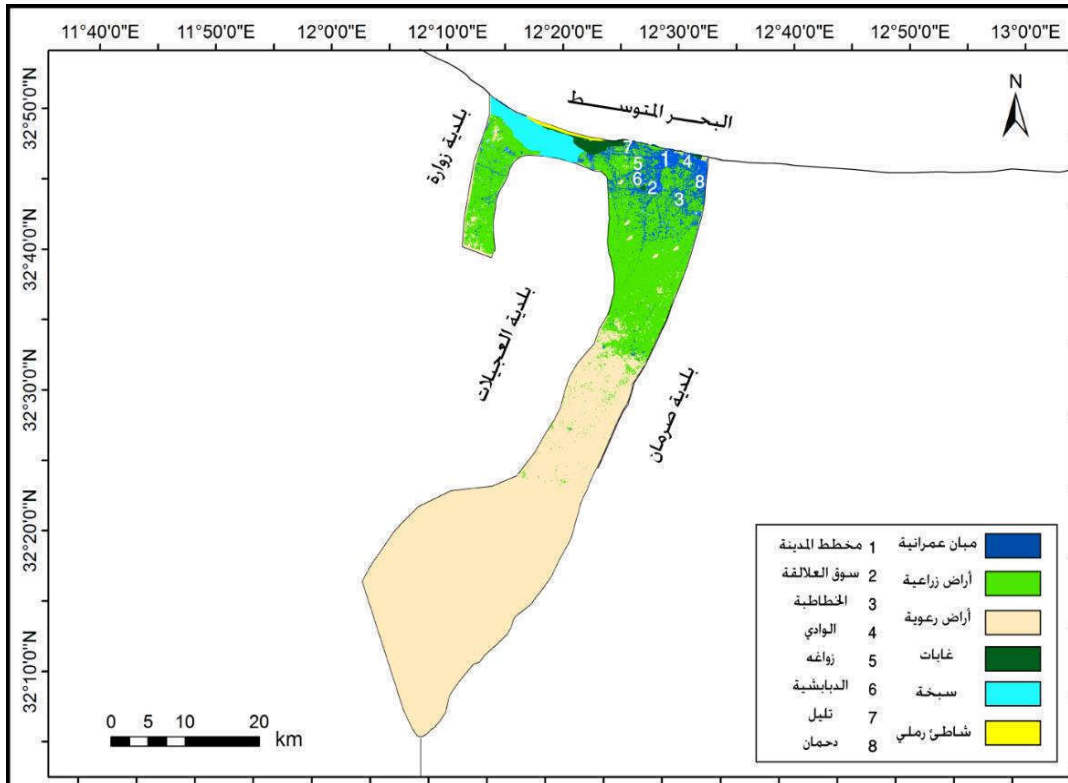 11°40'0"E 11°50'0"E 12°0'0"E 12°10'0"E 12°20'0"E 12°30'0"E 12°40'0"E 12°50'0"E 13°0'0"E
32°50'0"N
32°40'0"N
32°30'0"N
32°20'0"N
32°10'0"N
N
البحر المتوسط
بلدية زوارة
بلدية العجيلات
بلدية صرمان
7
1
4
5
6
2
8
3
مبان عمرانية
أراض زراعية
أراض رعوية
غابات
سبخة
شاطئ رملي
1 مخطط المدينة
2 سوق العلالقة
3 الخطاطبة
4 الوادي
5 زواغه
6 الدبابشية
7 تليل
8 دحمان
0 5 10 20
km